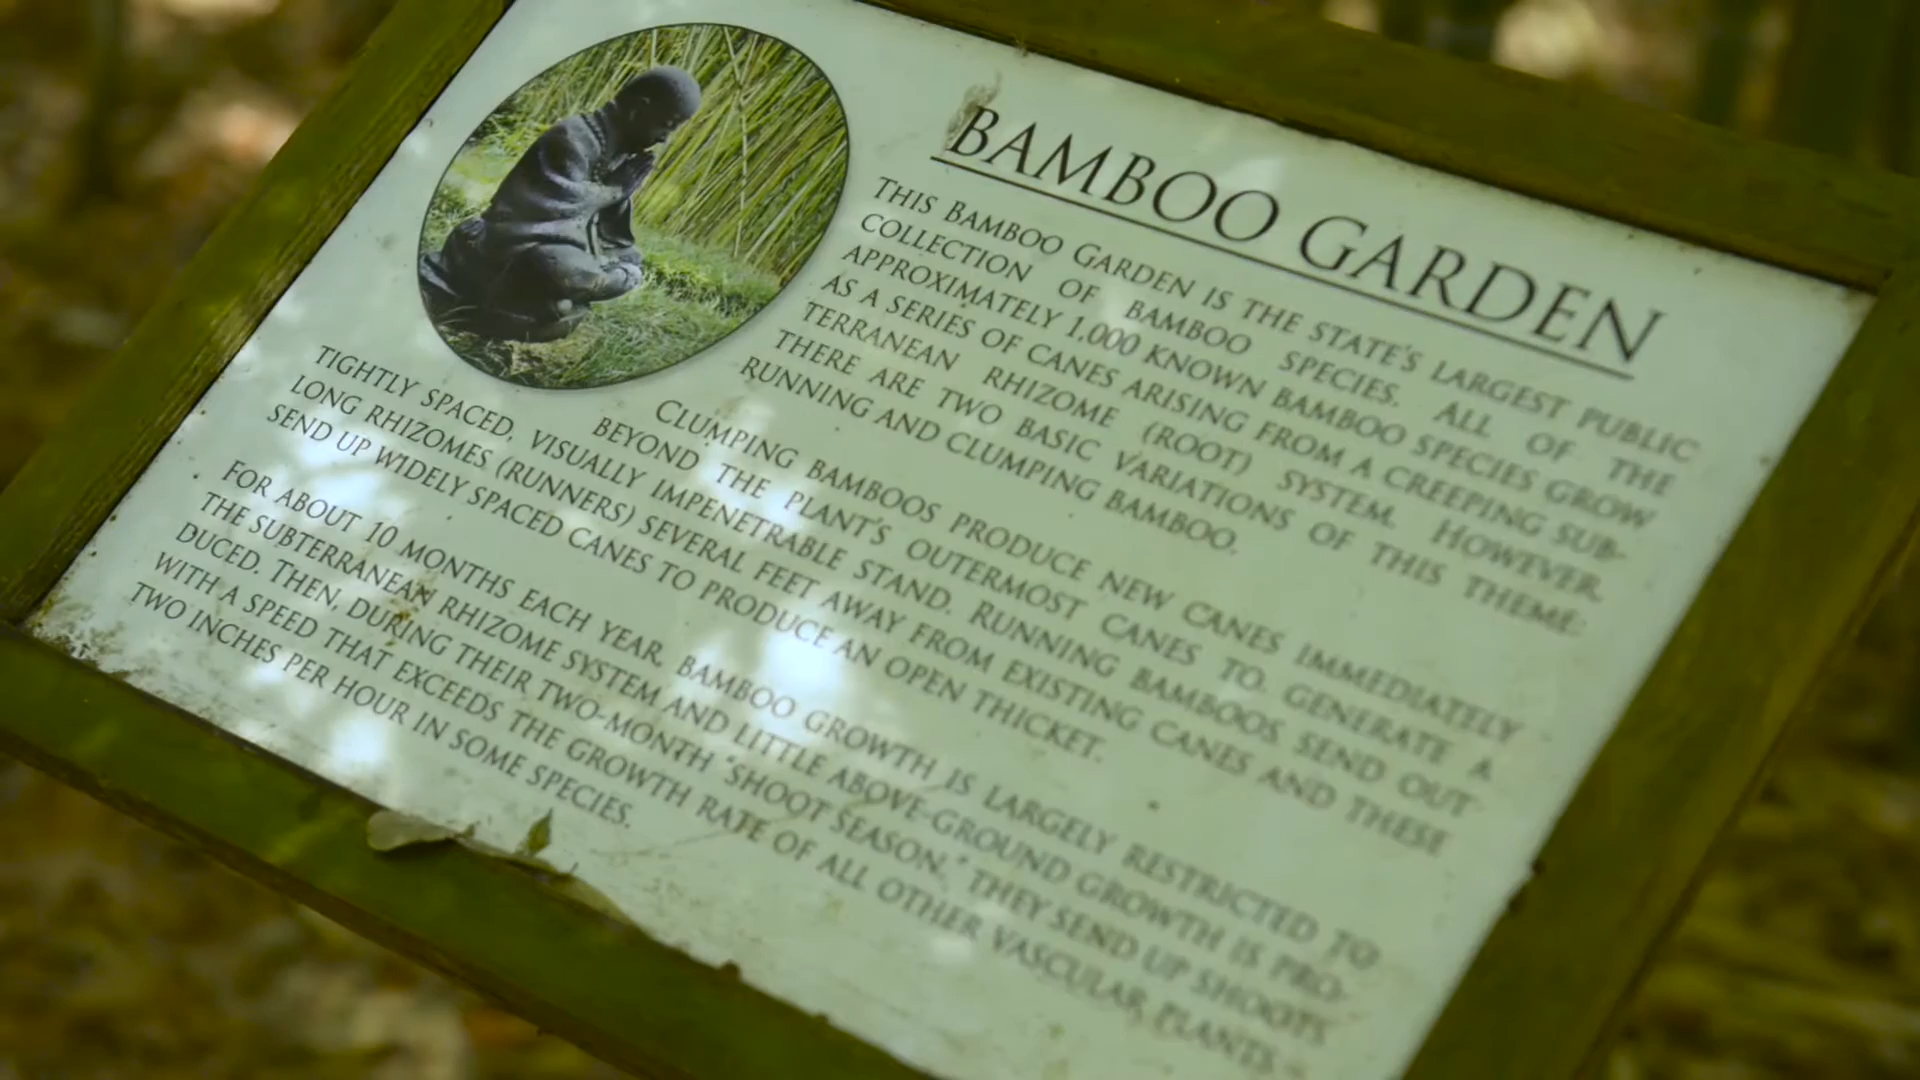 BAMBOO GARDEN
THIS BAMBOO GARDEN IS THE STATE'S LARGEST PUBLIC
COLLECTION OF BAMBOO SPECIES. ALL OF THE
APPROXIMATELY 1,000 KNOWN BAMBOO SPECIES GROW
AS A SERIES OF CANES ARISING FROM A CREEPING SUB-
TERRANEAN RHIZOME (ROOT) SYSTEM. HOWEVER,
THERE ARE TWO BASIC VARIATIONS OF THIS THEME:
RUNNING AND CLUMPING BAMBOO.
CLUMPING BAMBOOS PRODUCE NEW CANES IMMEDIATELY
BEYOND THE PLANT'S OUTERMOST CANES TO GENERATE A
TIGHTLY SPACED, VISUALLY IMPENETRABLE STAND. RUNNING BAMBOOS SEND OUT
LONG RHIZOMES (RUNNERS) SEVERAL FEET AWAY FROM EXISTING CANES AND THESE
SEND UP WIDELY SPACED CANES TO PRODUCE AN OPEN THICKET.
FOR ABOUT 10 MONTHS EACH YEAR, BAMBOO GROWTH IS LARGELY RESTRICTED TO
THE SUBTERRANEAN RHIZOME SYSTEM AND LITTLE ABOVE-GROUND GROWTH IS PRO-
DUCED. THEN, DURING THEIR TWO-MONTH "SHOOT SEASON," THEY SEND UP SHOOTS
WITH A SPEED THAT EXCEEDS THE GROWTH RATE OF ALL OTHER VASCULAR PLANTS -
TWO INCHES PER HOUR IN SOME SPECIES.